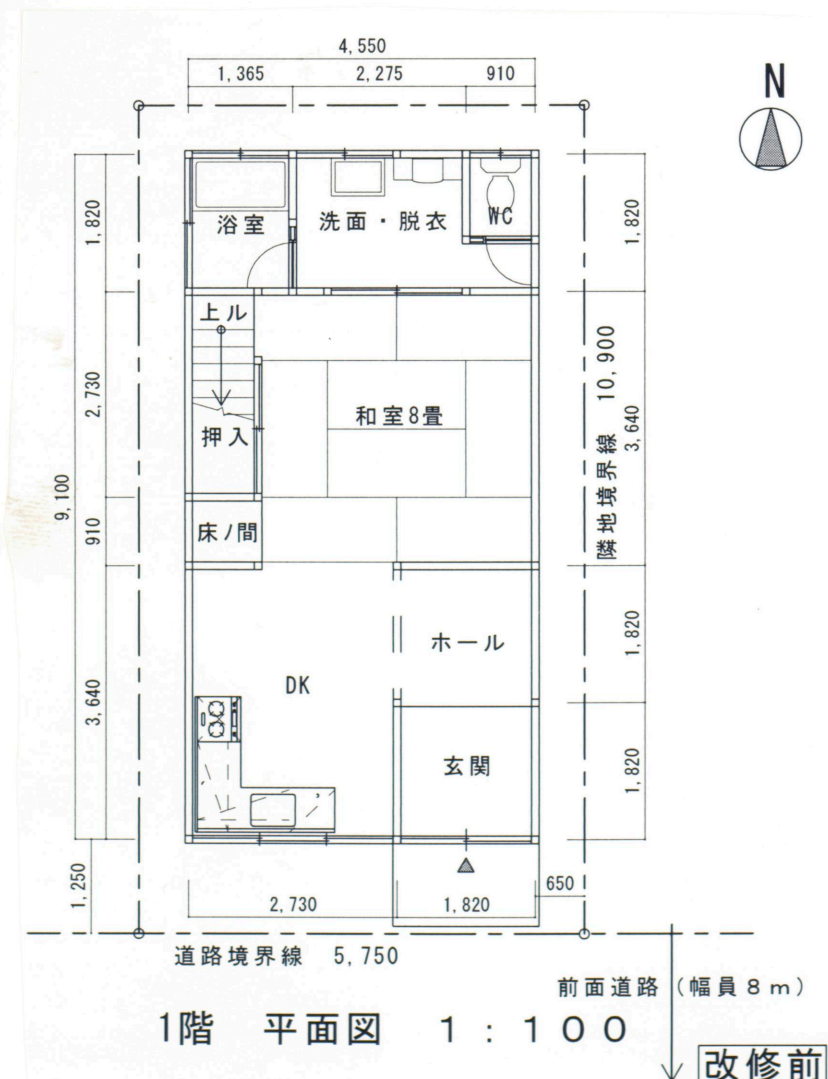 4,550
1,365 2,275 910
N
1,820
浴室 洗面・脱衣 WC
1,820
上ル
2,730
和室8畳
押入
9,100
910
床ノ間
隣地境界線 10,900
3,640
ホール
1,820
DK
3,640
玄関
1,820
1,250
650
2,730 1,820
道路境界線 5,750
前面道路(幅員8m)
1階 平面図 1:100
改修前